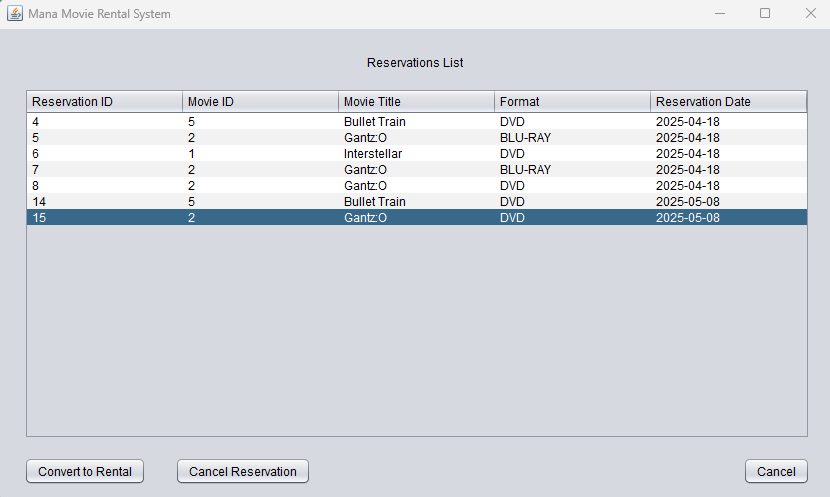 Mana Movie Rental System
Reservations List
Reservation ID Movie ID Movie Title Format Reservation Date
4 5 Bullet Train DVD 2025-04-18
5 2 Gantz:O BLU-RAY 2025-04-18
6 1 Interstellar DVD 2025-04-18
7 2 Gantz:O BLU-RAY 2025-04-18
8 2 Gantz:O DVD 2025-04-18
14 5 Bullet Train DVD 2025-05-08
15 2 Gantz:O DVD 2025-05-08
Convert to Rental Cancel Reservation Cancel